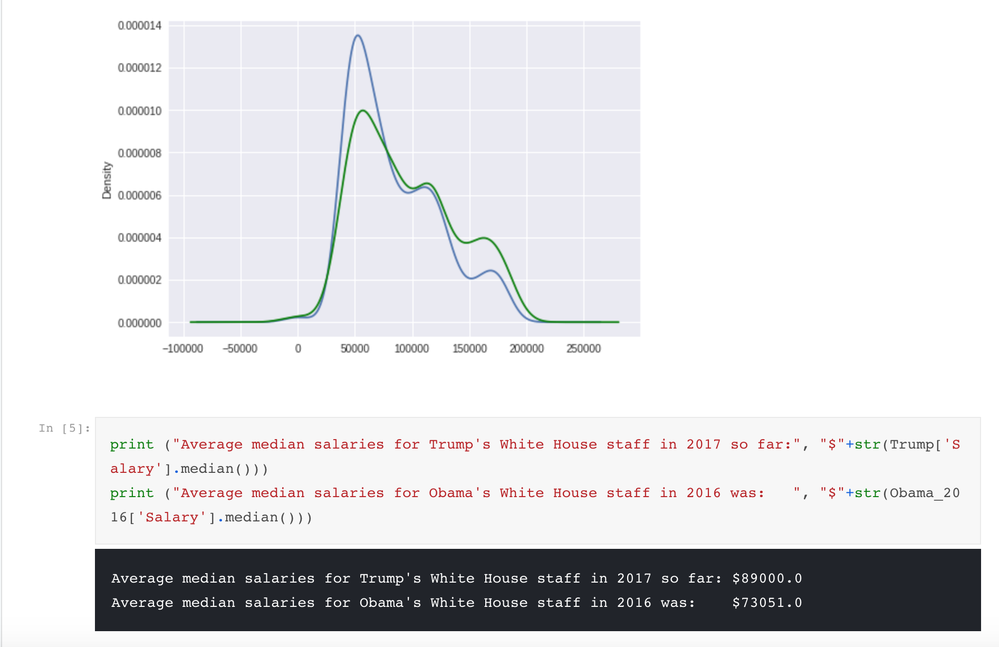 0.000014
0.000012
0.000010
0.000008
0.000006
0.000004
0.000002
0.000000
Density
−100000 −50000 0 50000 100000 150000 200000 250000
In [5]:
print ("Average median salaries for Trump's White House staff in 2017 so far:", "$"+str(Trump['S
alary'].median()))
print ("Average median salaries for Obama's White House staff in 2016 was:   ", "$"+str(Obama_20
16['Salary'].median()))
Average median salaries for Trump's White House staff in 2017 so far: $89000.0
Average median salaries for Obama's White House staff in 2016 was:    $73051.0